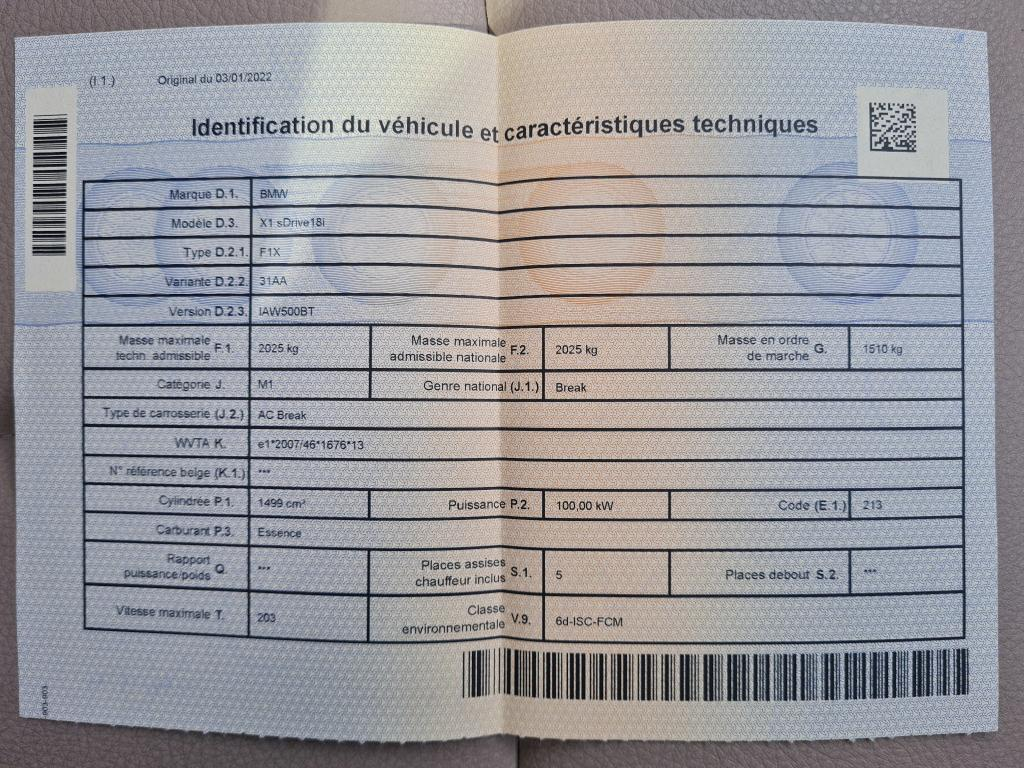 (I.1.) Original du 03/01/2022
Identification du véhicule et caractéristiques techniques
Marque D.1. BMW
Modèle D.3. X1 sDrive18i
Type D.2.1. F1X
Variante D.2.2. 31AA
Version D.2.3. IAW500BT
Masse maximale techn. admissible F.1. 2025 kg Masse maximale admissible nationale F.2. 2025 kg Masse en ordre de marche G. 1510 kg
Catégorie J. M1 Genre national (J.1.) Break
Type de carrosserie (J.2.) AC Break
WVTA K. e1*2007/46*1676*13
N° référence belge (K.1.) ***
Cylindrée P.1. 1499 cm³ Puissance P.2. 100,00 kW Code (E.1.) 213
Carburant P.3. Essence
Rapport puissance/poids Q. *** Places assises chauffeur inclus S.1. 5 Places debout S.2. ***
Vitesse maximale T. 203 Classe environnementale V.9. 6d-ISC-FCM